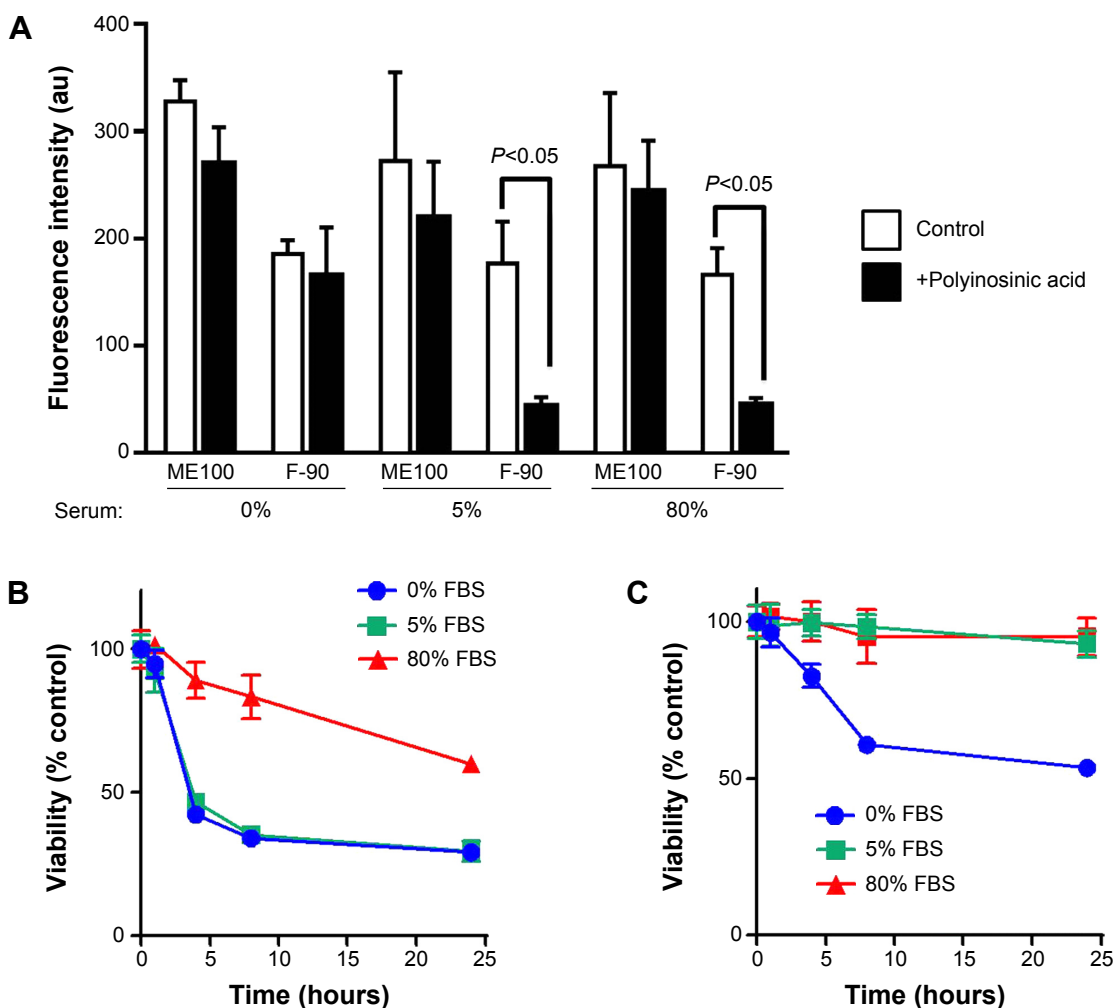 A
Fluorescence intensity (au)
400
300
200
100
0
P<0.05
P<0.05
Control
+Polyinosinic acid
ME100 F-90 ME100 F-90 ME100 F-90
Serum: 0% 5% 80%
B
Viability (% control)
100
50
0
0% FBS
5% FBS
80% FBS
0 5 10 15 20 25
Time (hours)
C
Viability (% control)
100
50
0
0% FBS
5% FBS
80% FBS
0 5 10 15 20 25
Time (hours)